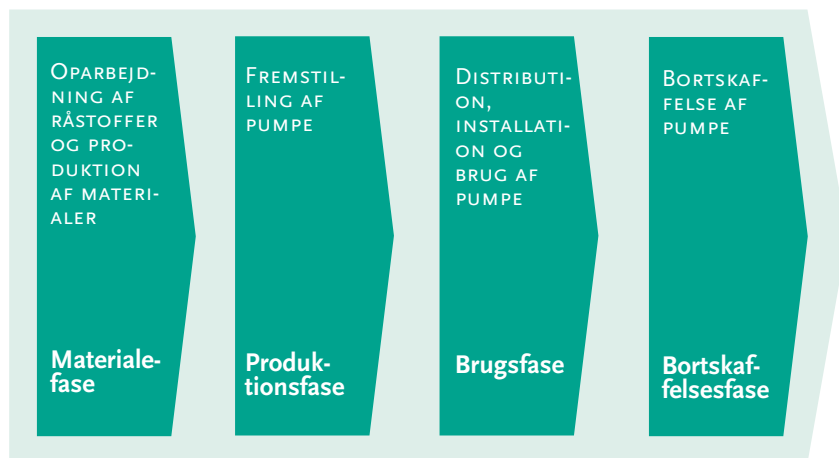 Oparbejd-
ning af
råstoffer
og pro-
duktion
af materi-
aler
Materiale-
fase
Fremstil-
ling af
pumpe
Produk-
tionsfase
Distributi-
on,
installati-
on og
brug af
pumpe
Brugsfase
Bortskaf-
felse af
pumpe
Bortskaf-
felsesfase